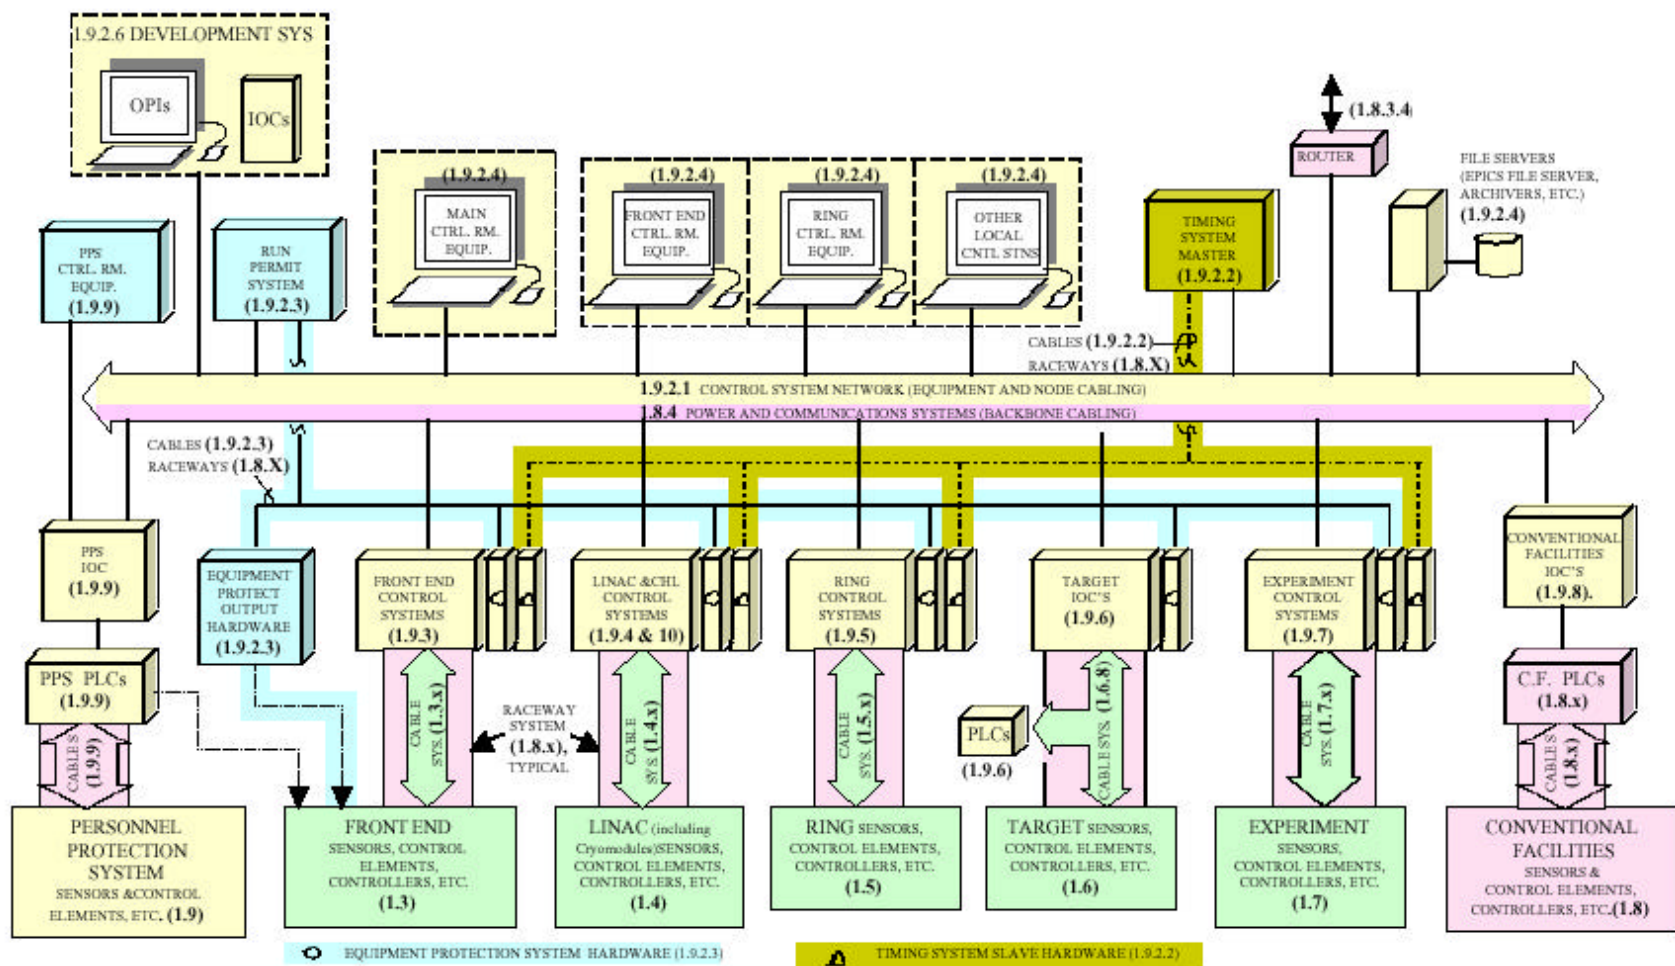 1.9.2.6 DEVELOPMENT SYS
OPIs
IOCs
(1.8.3.4
ROUTER
FILE SERVERS
(EPICS FILE SERVER,
ARCHIVERS, ETC.)
(1.9.2.4)
PPS
CTRL. RM.
EQUIP.
(1.9.9)
RUN
PERMIT
SYSTEM
(1.9.2.3)
(1.9.2.4)
MAIN
CTRL. RM.
EQUIP.
(1.9.2.4)
FRONT END
CTRL. RM.
EQUIP.
(1.9.2.4)
RING
CTRL. RM.
EQUIP.
(1.9.2.4)
OTHER
LOCAL
CNTL STNS
TIMING
SYSTEM
MASTER
(1.9.2.2)
CABLES (1.9.2.2)
RACEWAYS (1.8.X)
1.9.2.1 CONTROL SYSTEM NETWORK (EQUIPMENT AND NODE CABLING)
1.8.4 POWER AND COMMUNICATIONS SYSTEMS (BACKBONE CABLING)
CABLES (1.9.2.3)
RACEWAYS (1.8.X)
PPS
IOC
(1.9.9)
EQUIPMENT
PROTECT
OUTPUT
HARDWARE
(1.9.2.3)
FRONT END
CONTROL
SYSTEMS
(1.9.3)
LINAC &CHL
CONTROL
SYSTEMS
(1.9.4 & 10)
RING
CONTROL
SYSTEMS
(1.9.5)
TARGET
IOC'S
(1.9.6)
EXPERIMENT
CONTROL
SYSTEMS
(1.9.7)
CONVENTIONAL
FACILITIES
IOC'S
(1.9.8).
PPS PLCs
(1.9.9)
CABLES
(1.9.9)
CABLE
SYS. (1.3.x)
RACEWAY
SYSTEM
(1.8.x),
TYPICAL
CABLE
SYS. (1.4.x)
CABLE
SYS. (1.5.x)
PLCs
(1.9.6)
CABLE SYS. (1.6.8)
CABLE
SYS. (1.7.x)
C.F. PLCs
(1.8.x)
CABLES
(1.8.x)
PERSONNEL
PROTECTION
SYSTEM
SENSORS &CONTROL
ELEMENTS, ETC. (1.9)
FRONT END
SENSORS, CONTROL
ELEMENTS,
CONTROLLERS, ETC.
(1.3)
LINAC (including
Cryomodules)SENSORS,
CONTROL ELEMENTS,
CONTROLLERS, ETC.
(1.4)
RING SENSORS,
CONTROL ELEMENTS,
CONTROLLERS, ETC.
(1.5)
TARGET SENSORS,
CONTROL ELEMENTS,
CONTROLLERS, ETC.
(1.6)
EXPERIMENT
SENSORS,
CONTROL ELEMENTS,
CONTROLLERS, ETC.
(1.7)
CONVENTIONAL
FACILITIES
SENSORS &
CONTROL ELEMENTS,
CONTROLLERS, ETC.(1.8)
EQUIPMENT PROTECTION SYSTEM HARDWARE (1.9.2.3)
TIMING SYSTEM SLAVE HARDWARE (1.9.2.2)